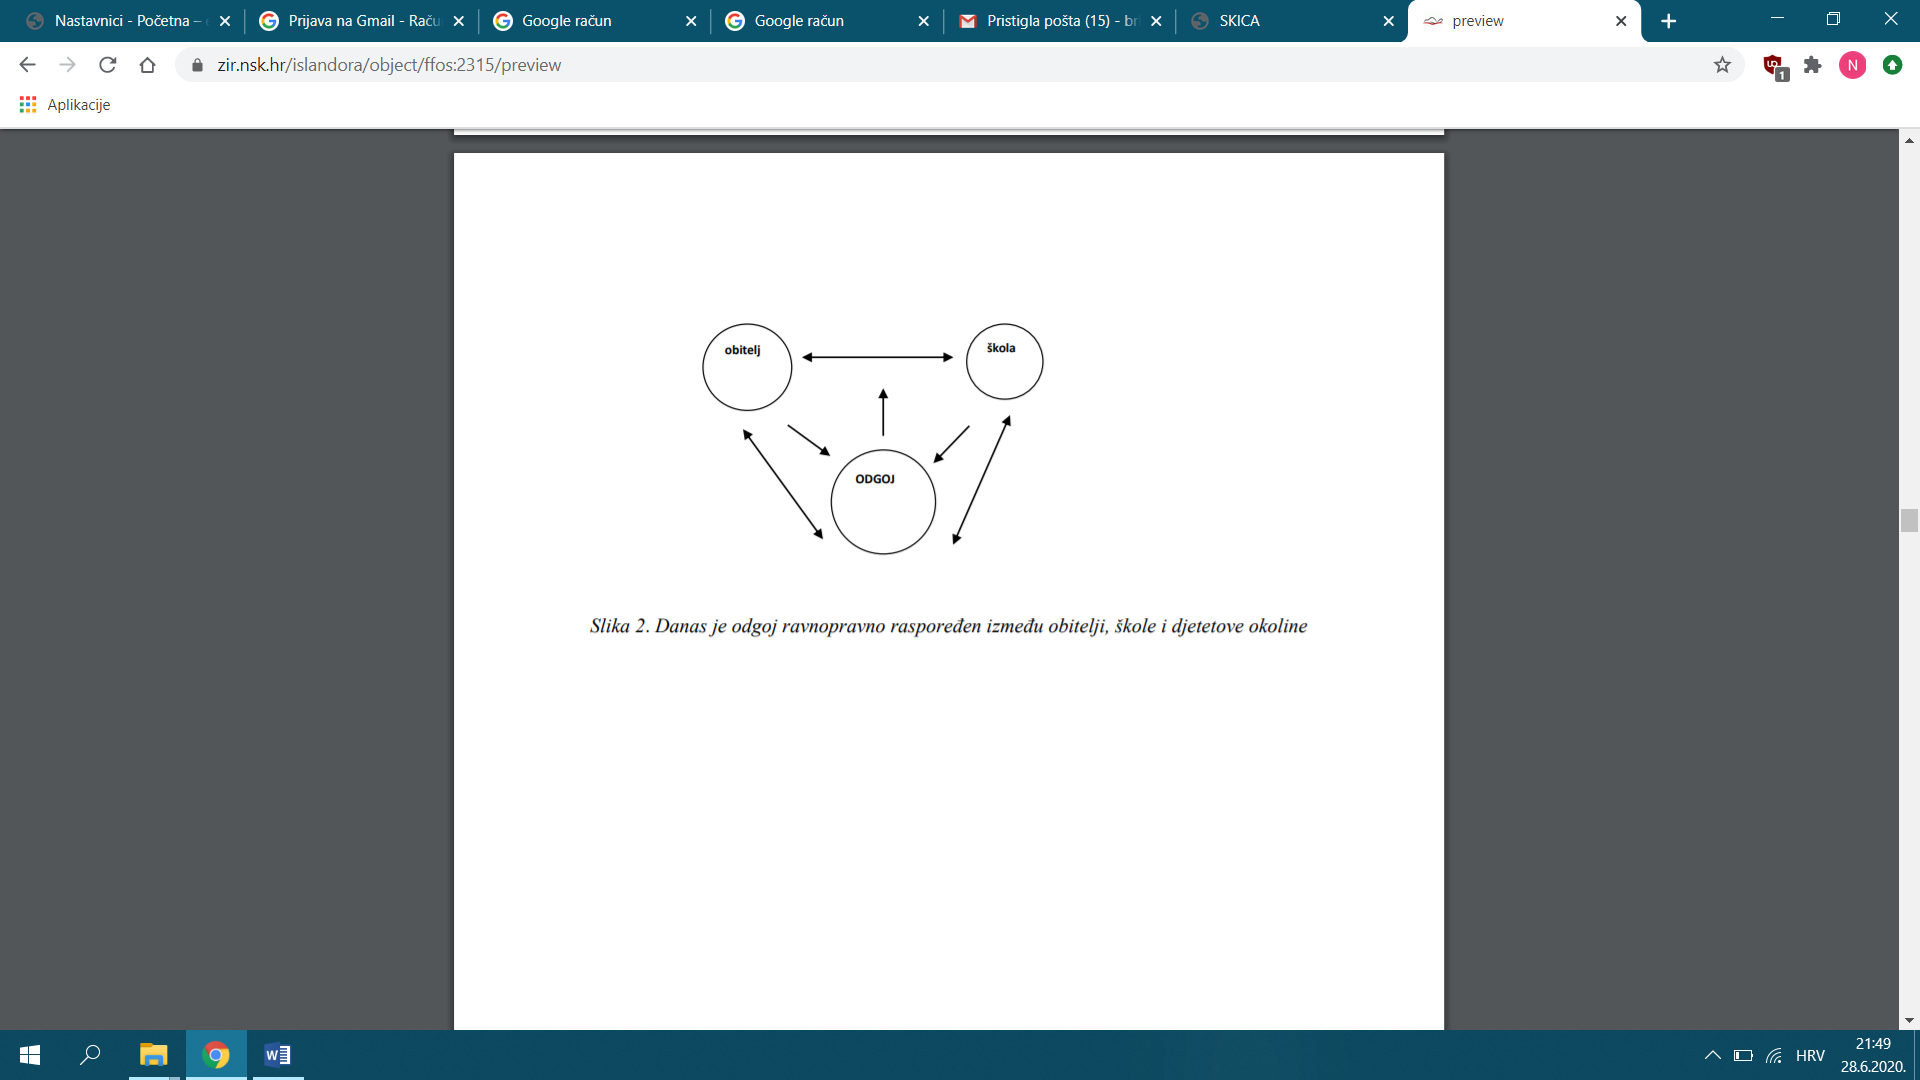 Nastavnici - Početna –
Prijava na Gmail - Raču
Google račun
Google račun
Pristigla pošta (15) - br
SKICA
preview
zir.nsk.hr/islandora/object/ffos:2315/preview
1
N
Aplikacije
obitelj
škola
ODGOJ
Slika 2. Danas je odgoj ravnopravno raspoređen između obitelji, škole i djetetove okoline
HRV
21:49
28.6.2020.